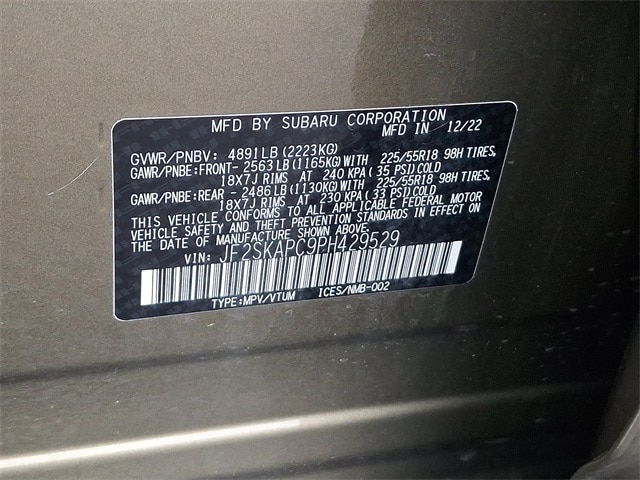 MFD BY SUBARU CORPORATION
MFD IN 12/22
GVWR/PNBV: 4891LB(2223KG)
GAWR/PNBE:FRONT- 2563LB(1165KG)WITH 225/55R18 98H TIRES,
18X7J RIMS AT 240 KPA(35 PSI)COLD
GAWR/PNBE:REAR - 2486LB(1130KG)WITH 225/55R18 98H TIRES,
18X7J RIMS AT 230 KPA(33 PSI)COLD
THIS VEHICLE CONFORMS TO ALL APPLICABLE FEDERAL MOTOR
VEHICLE SAFETY AND THEFT PREVENTION STANDARDS IN EFFECT ON
THE DATE OF MANUFACTURE SHOWN ABOVE.
VIN: JF2SKAPC9PH429529
TYPE:MPV/VTUM ICES/NMB-002